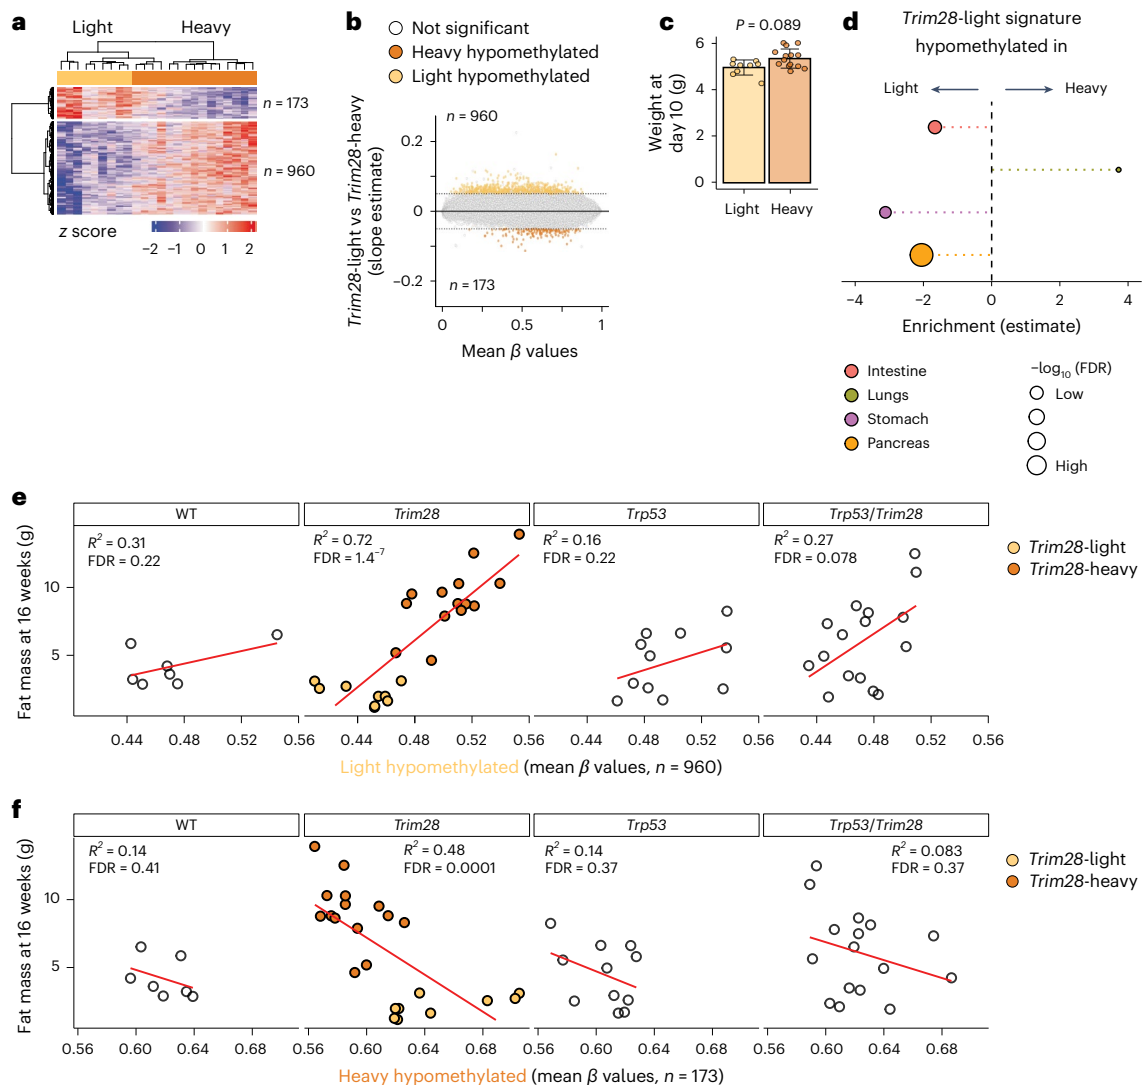 a
Light
Heavy
n = 173
n = 960
z score
−2 −1 0 1 2
b
Not significant
Heavy hypomethylated
Light hypomethylated
Trim28-light vs Trim28-heavy
(slope estimate)
n = 960
0.2
0
−0.2
n = 173
0 0.5 1
Mean β values
c
P = 0.089
Weight at
day 10 (g)
6
4
2
0
Light Heavy
d
Trim28-light signature
hypomethylated in
Light
Heavy
−4 −2 0 2 4
Enrichment (estimate)
Intestine
Lungs
Stomach
Pancreas
−log10 (FDR)
Low
High
e
Fat mass at 16 weeks (g)
10
5
WT
R2 = 0.31
FDR = 0.22
Trim28
R2 = 0.72
FDR = 1.4−7
Trp53
R2 = 0.16
FDR = 0.22
Trp53/Trim28
R2 = 0.27
FDR = 0.078
Trim28-light
Trim28-heavy
0.44 0.48 0.52 0.56 0.44 0.48 0.52 0.56 0.44 0.48 0.52 0.56 0.44 0.48 0.52 0.56
Light hypomethylated (mean β values, n = 960)
f
Fat mass at 16 weeks (g)
10
5
WT
R2 = 0.14
FDR = 0.41
Trim28
R2 = 0.48
FDR = 0.0001
Trp53
R2 = 0.14
FDR = 0.37
Trp53/Trim28
R2 = 0.083
FDR = 0.37
Trim28-light
Trim28-heavy
0.56 0.60 0.64 0.68 0.56 0.60 0.64 0.68 0.56 0.60 0.64 0.68 0.56 0.60 0.64 0.68
Heavy hypomethylated (mean β values, n = 173)